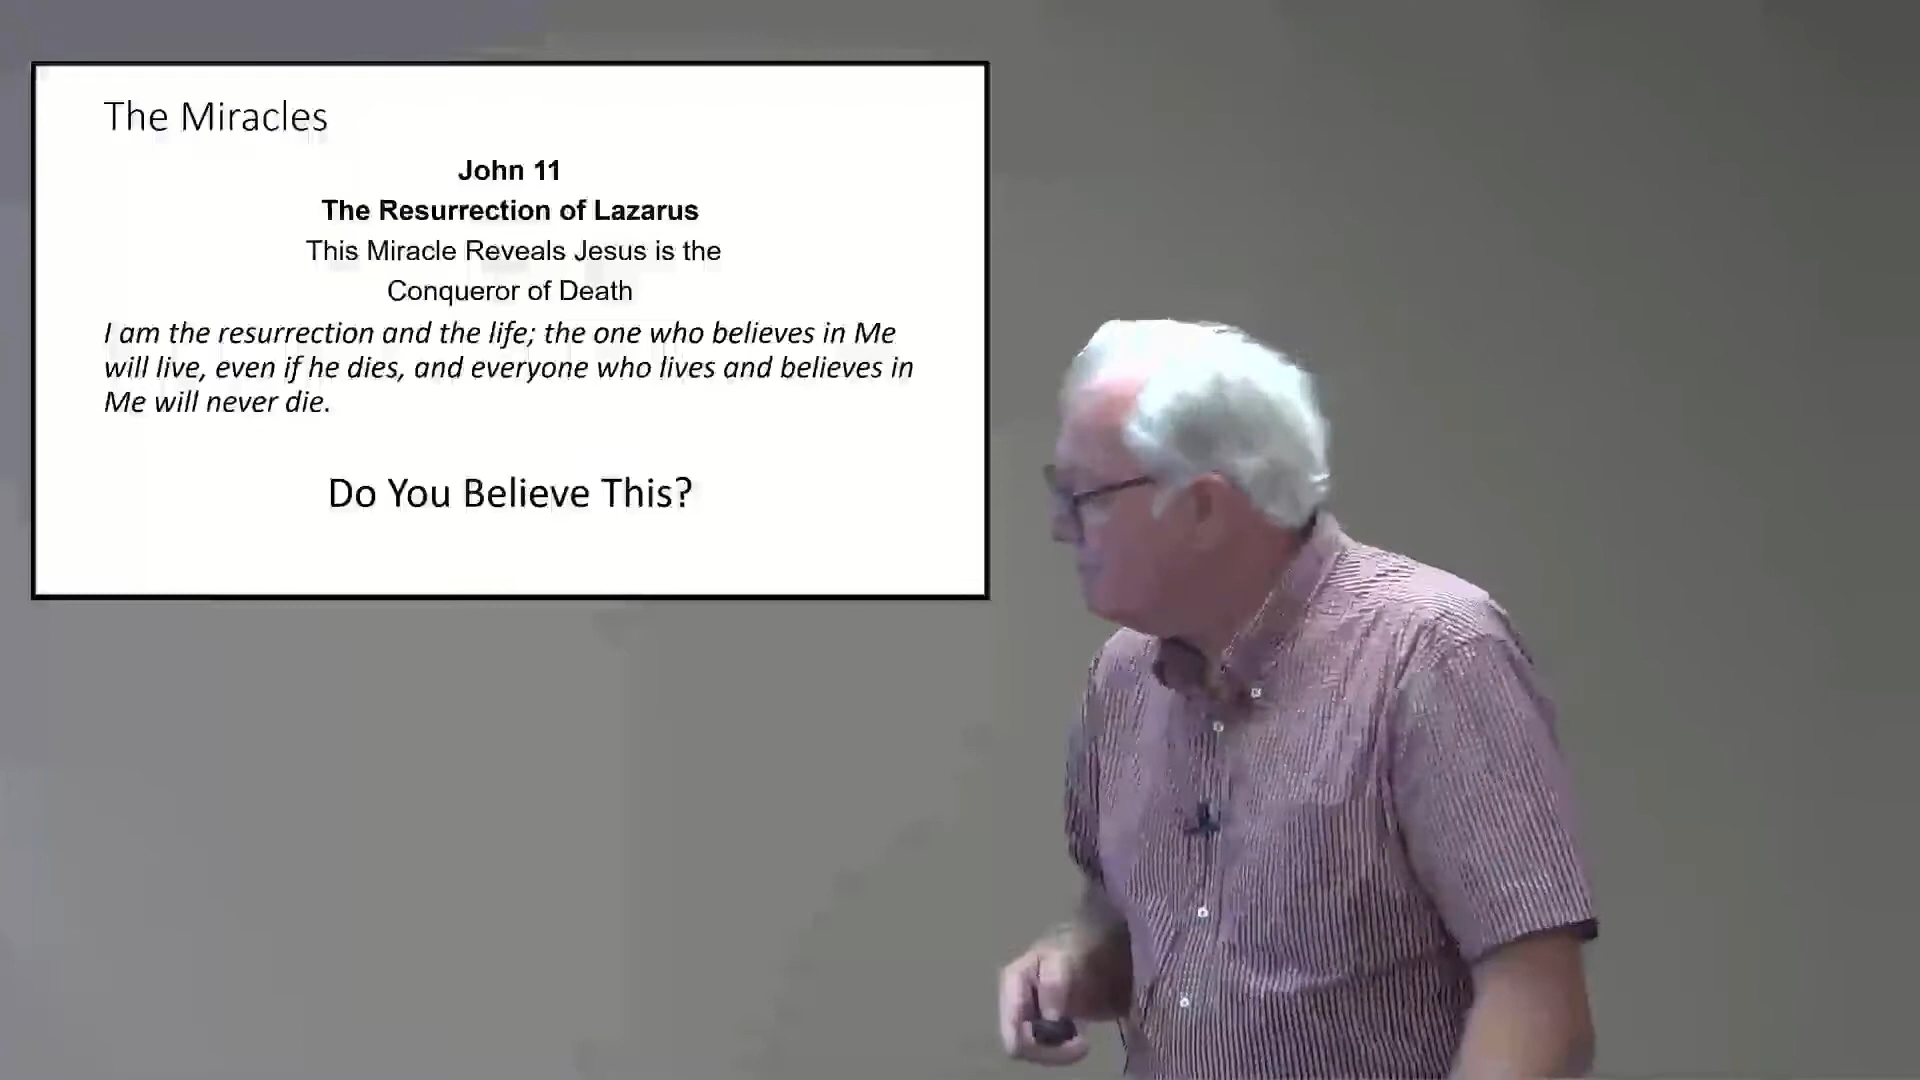 The Miracles
John 11
The Resurrection of Lazarus
This Miracle Reveals Jesus is the
Conqueror of Death
I am the resurrection and the life; the one who believes in Me
will live, even if he dies, and everyone who lives and believes in
Me will never die.
Do You Believe This?